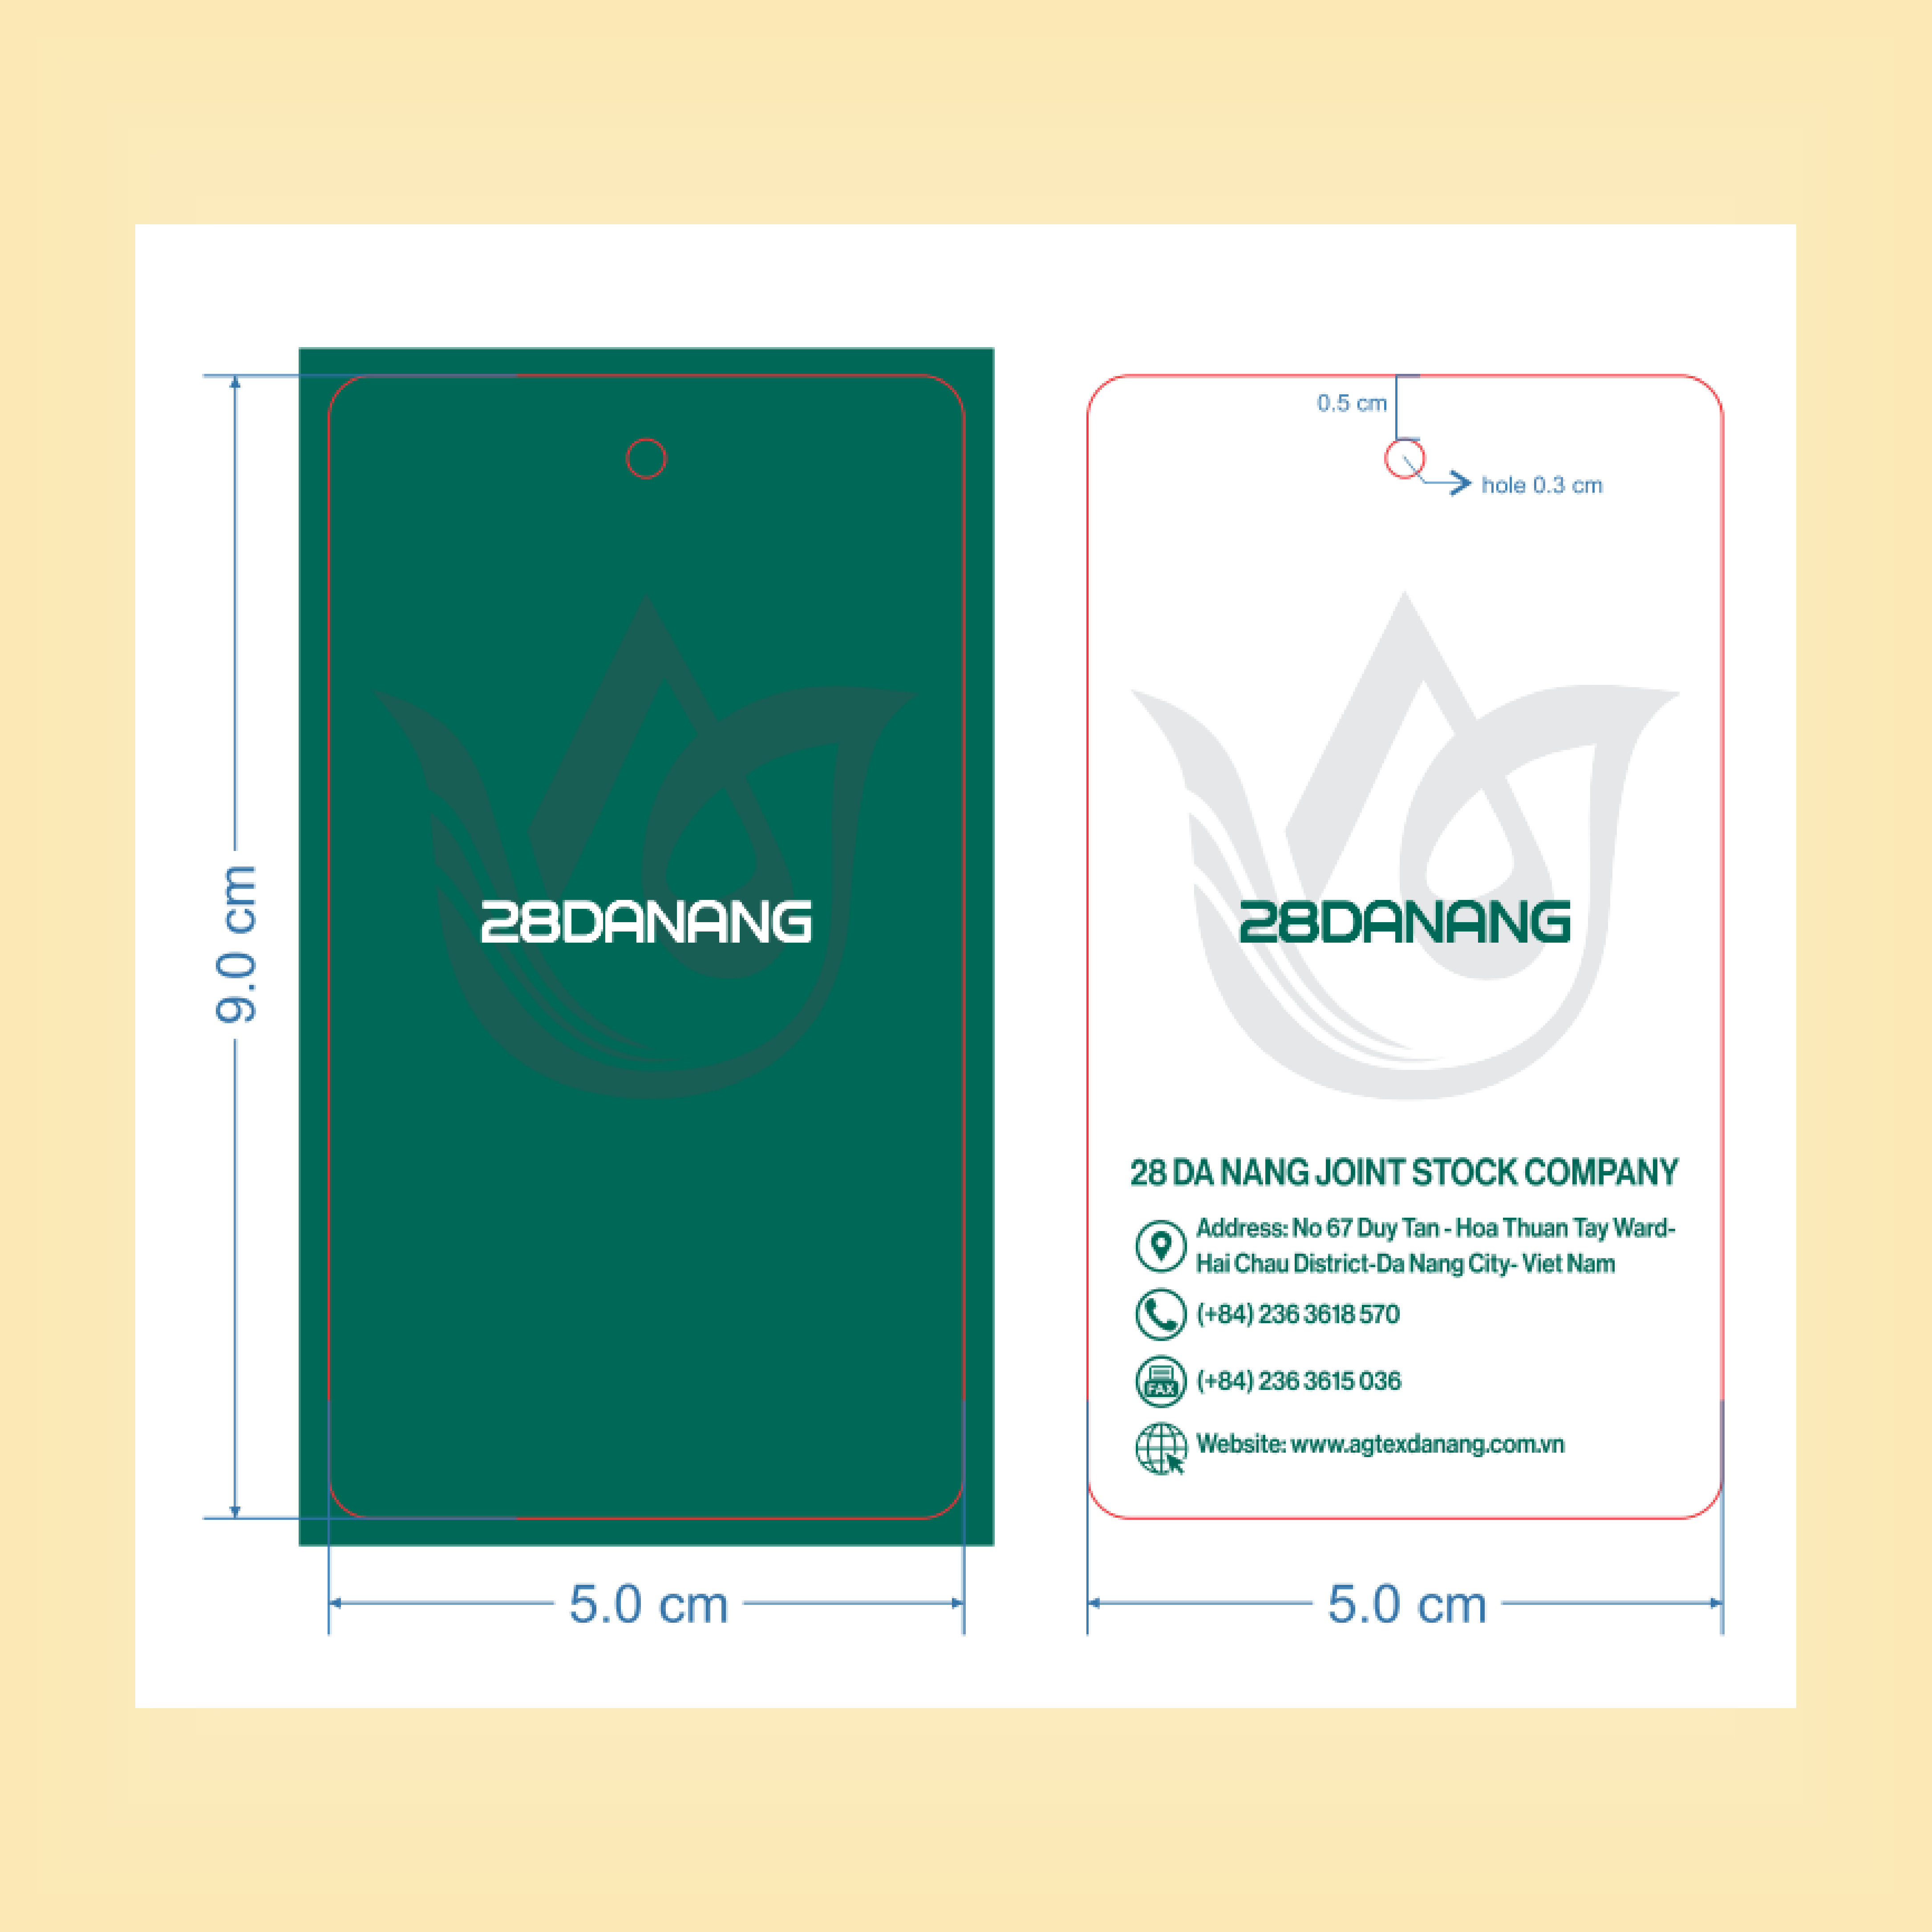 9.0 cm
28DANANG
5.0 cm
0.5 cm
hole 0.3 cm
28DANANG
28 DA NANG JOINT STOCK COMPANY
Address: No 67 Duy Tan - Hoa Thuan Tay Ward-
Hai Chau District-Da Nang City- Viet Nam
(+84) 236 3618 570
FAX
(+84) 236 3615 036
Website: www.agtexdanang.com.vn
5.0 cm